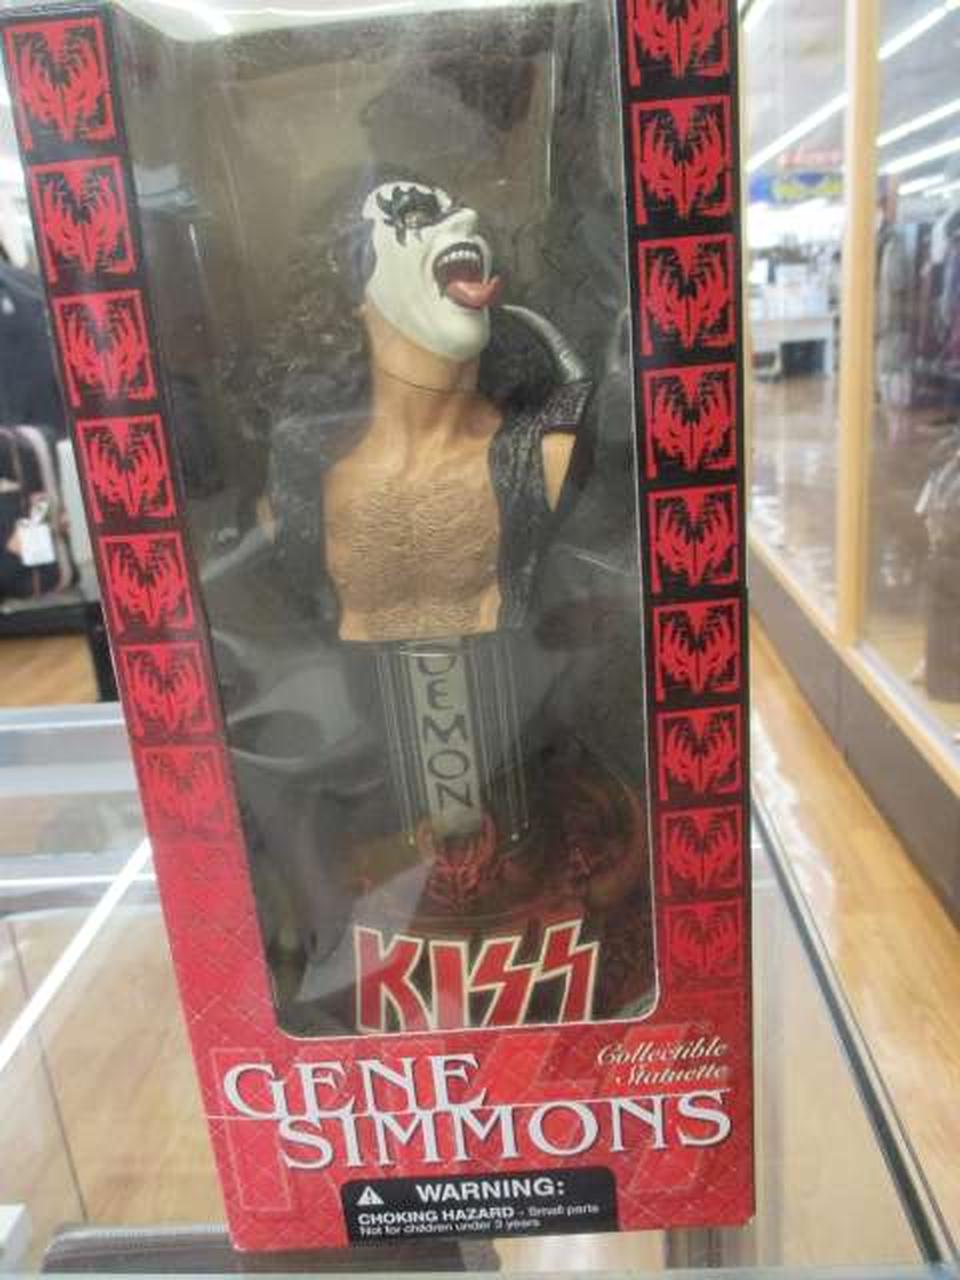 DEMON
KISS
Collectible
Statuette
GENE
SIMMONS
WARNING:
CHOKING HAZARD - Small parts
Not for children under 3 years